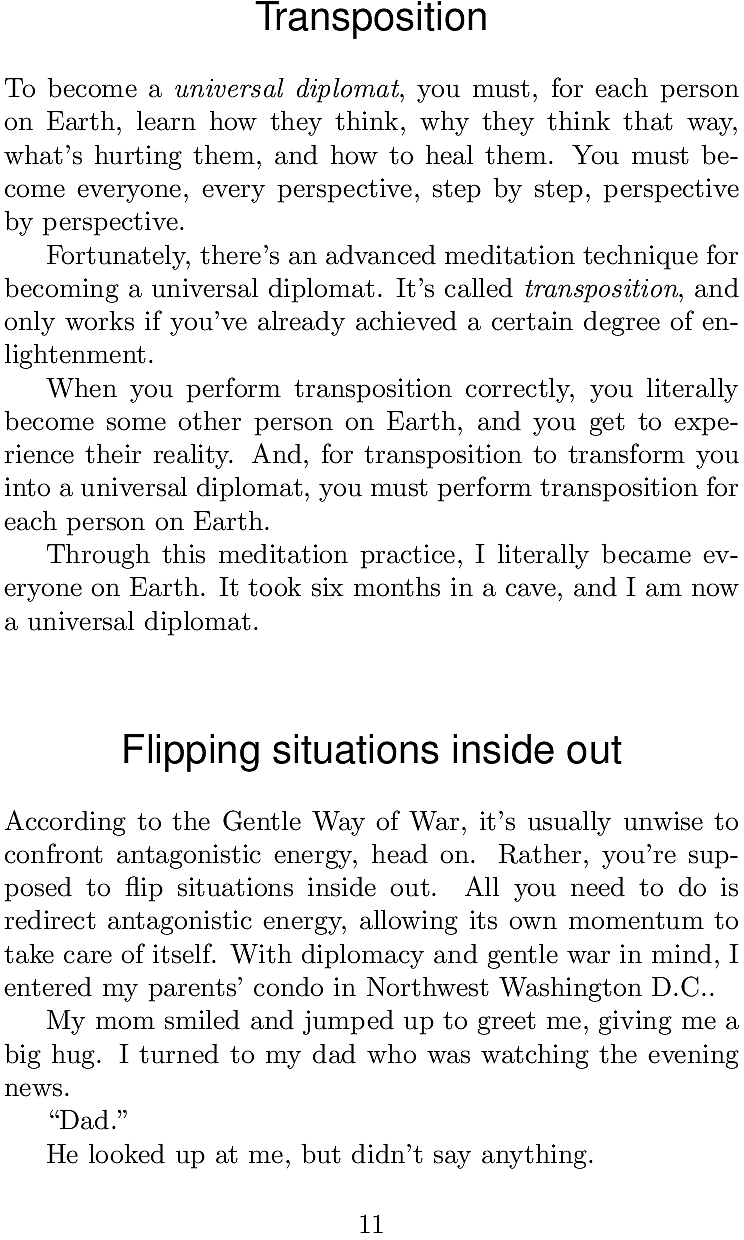 Transposition
To become a universal diplomat, you must, for each person
on Earth, learn how they think, why they think that way,
what's hurting them, and how to heal them. You must be-
come everyone, every perspective, step by step, perspective
by perspective.
Fortunately, there's an advanced meditation technique for
becoming a universal diplomat. It's called transposition, and
only works if you've already achieved a certain degree of en-
lightenment.
When you perform transposition correctly, you literally
become some other person on Earth, and you get to expe-
rience their reality. And, for transposition to transform you
into a universal diplomat, you must perform transposition for
each person on Earth.
Through this meditation practice, I literally became ev-
eryone on Earth. It took six months in a cave, and I am now
a universal diplomat.
Flipping situations inside out
According to the Gentle Way of War, it's usually unwise to
confront antagonistic energy, head on. Rather, you're sup-
posed to flip situations inside out. All you need to do is
redirect antagonistic energy, allowing its own momentum to
take care of itself. With diplomacy and gentle war in mind, I
entered my parents' condo in Northwest Washington D.C..
My mom smiled and jumped up to greet me, giving me a
big hug. I turned to my dad who was watching the evening
news.
“Dad.”
He looked up at me, but didn't say anything.
11